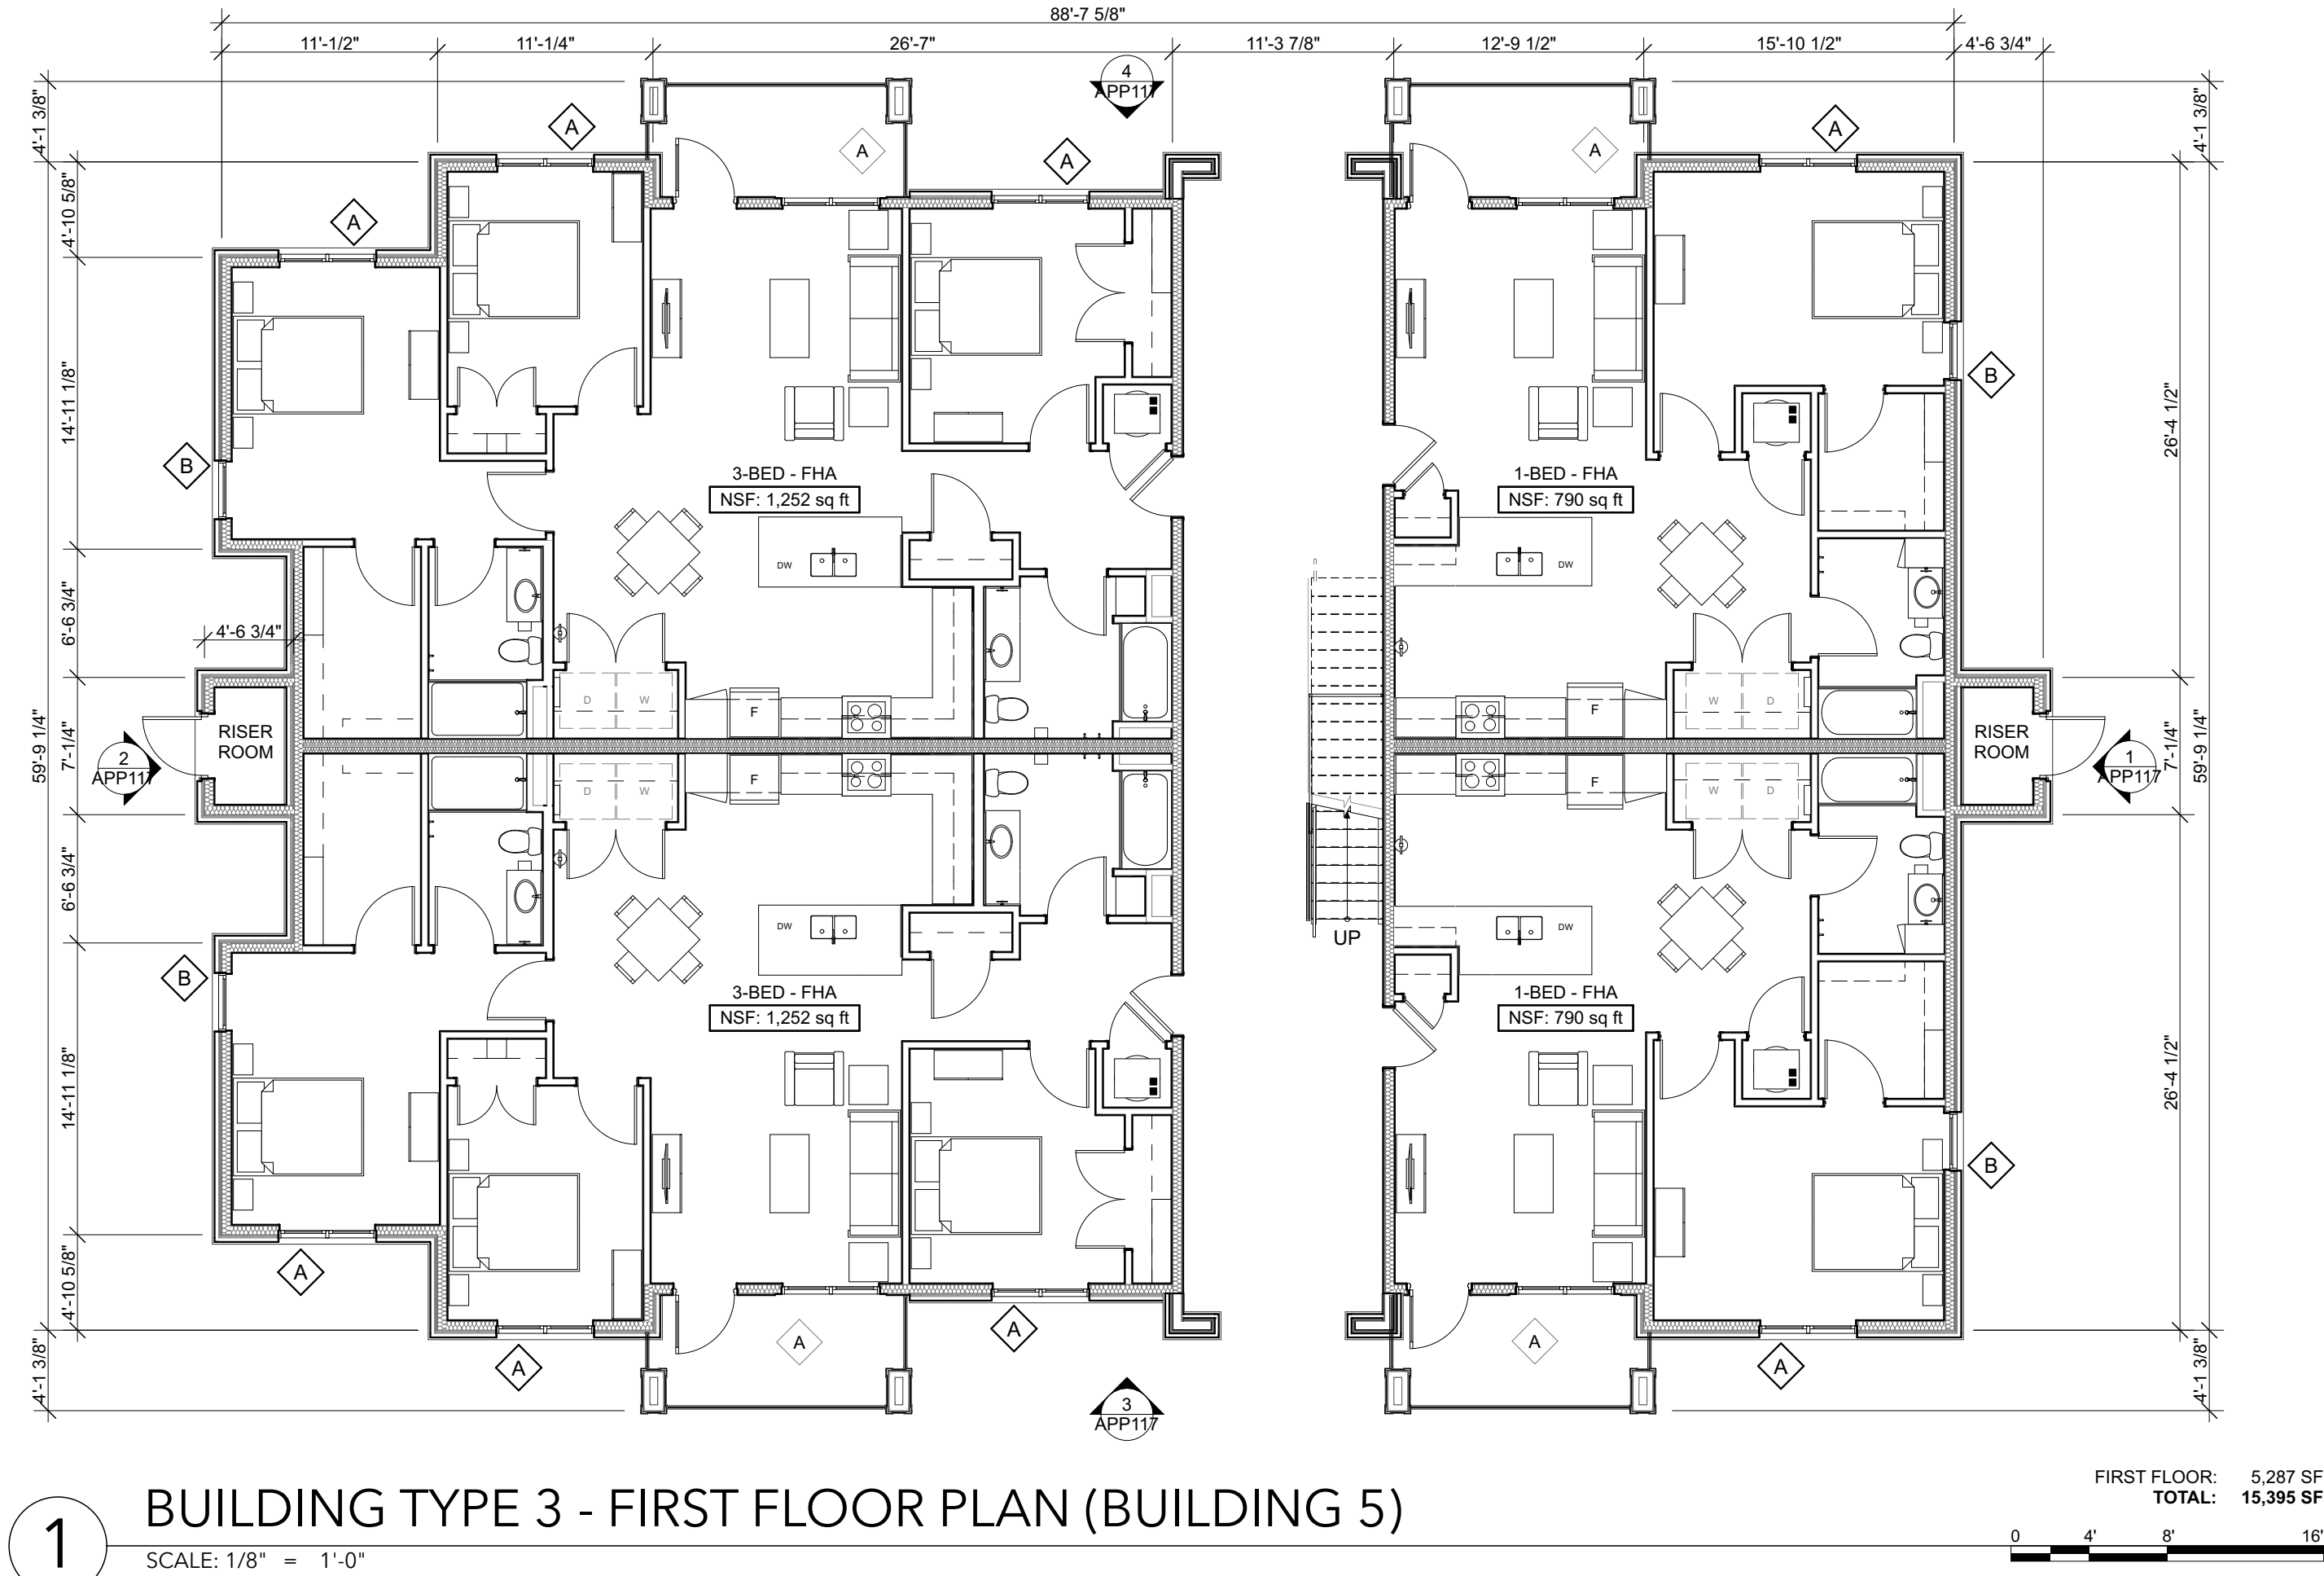 88'-7 5/8"
11'-1/2"
11'-1/4"
26'-7"
11'-3 7/8"
12'-9 1/2"
15'-10 1/2"
4'-6 3/4"
4
APP117
4'-1 3/8"
4'-1 3/8"
A
A
A
A
A
A
4'-10 5/8"
A
14'-11 1/8"
26'-4 1/2"
B
B
3-BED - FHA
NSF: 1,252 sq ft
1-BED - FHA
NSF: 790 sq ft
DW
DW
6'-6 3/4"
4'-6 3/4"
D
W
F
F
W
D
RISER
ROOM
RISER
ROOM
59'-9 1/4"
7'-1/4"
2
APP117
1
APP117
7'-1/4"
59'-9 1/4"
D
W
F
F
W
D
6'-6 3/4"
DW
DW
UP
B
3-BED - FHA
NSF: 1,252 sq ft
1-BED - FHA
NSF: 790 sq ft
14'-11 1/8"
26'-4 1/2"
B
A
4'-10 5/8"
A
A
A
A
A
4'-1 3/8"
4'-1 3/8"
3
APP117
1
BUILDING TYPE 3 - FIRST FLOOR PLAN (BUILDING 5)
SCALE: 1/8" = 1'-0"
FIRST FLOOR: 5,287 SF
TOTAL: 15,395 SF
0 4' 8' 16'